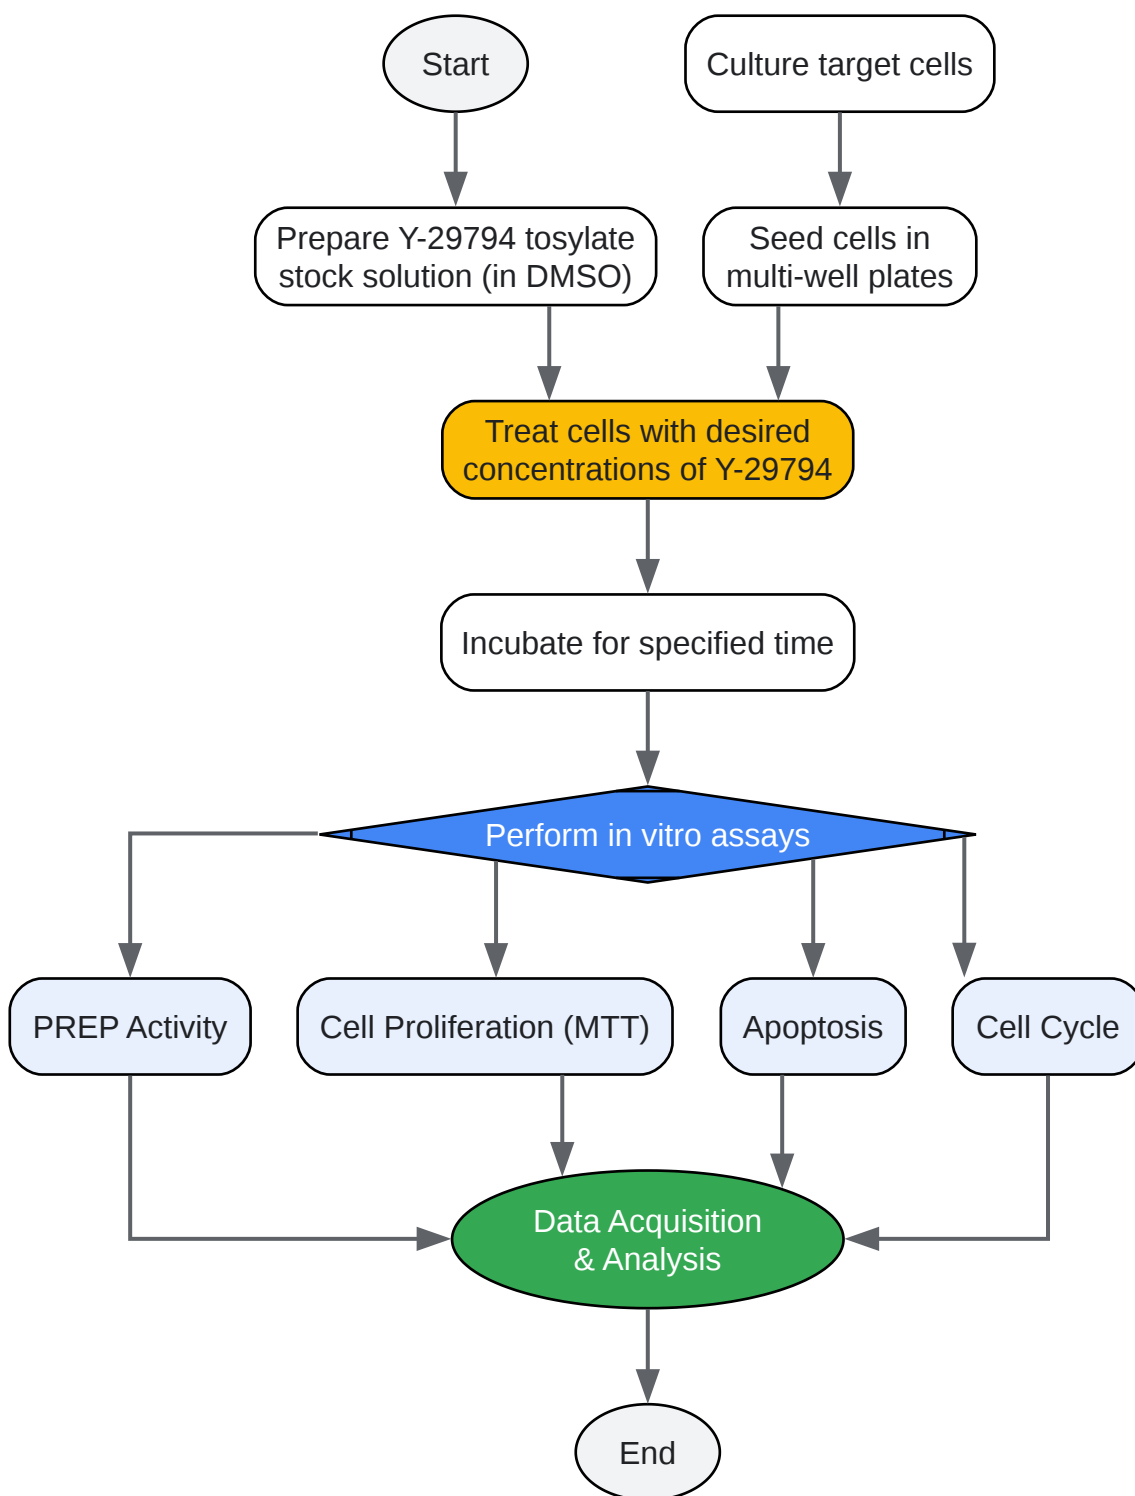 Start
Culture target cells
Prepare Y-29794 tosylate
stock solution (in DMSO)
Seed cells in
multi-well plates
Treat cells with desired
concentrations of Y-29794
Incubate for specified time
Perform in vitro assays
PREP Activity
Cell Proliferation (MTT)
Apoptosis
Cell Cycle
Data Acquisition
& Analysis
End